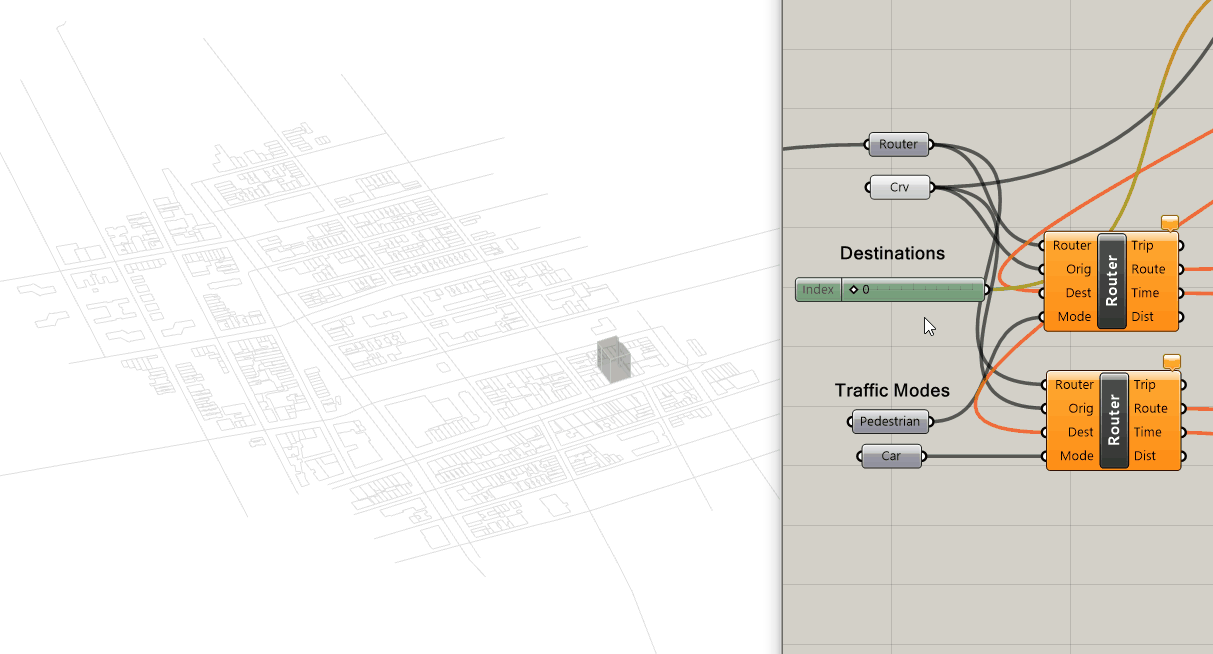 Router
Crv
Destinations
Index 0
Router Trip
Orig Route
Dest Time
Mode Dist
Router
Traffic Modes
Pedestrian
Car
Router Trip
Orig Route
Dest Time
Mode Dist
Router